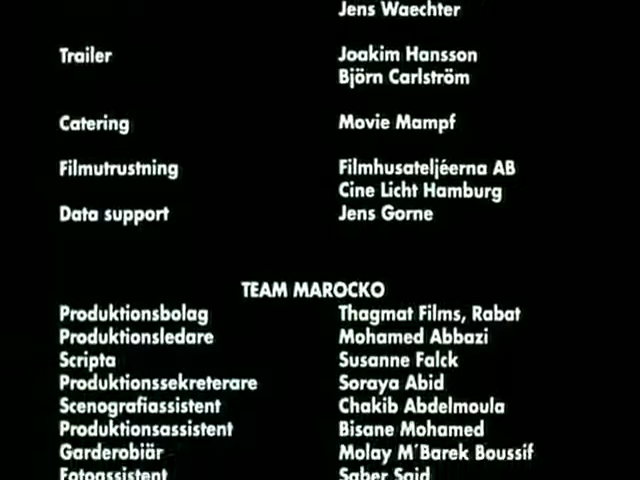 Jens Waechter
Trailer Joakim Hansson
Björn Carlström
Catering Movie Mampf
Filmutrustning Filmhusateljéerna AB
Cine Licht Hamburg
Data support Jens Gorne
TEAM MAROCKO
Produktionsbolag Thagmat Films, Rabat
Produktionsledare Mohamed Abbazi
Scripta Susanne Falck
Produktionssekreterare Soraya Abid
Scenografiassistent Chakib Abdelmoula
Produktionsassistent Bisane Mohamed
Garderobiär Molay M´Barek Boussif
Fotoassistent Saber Said